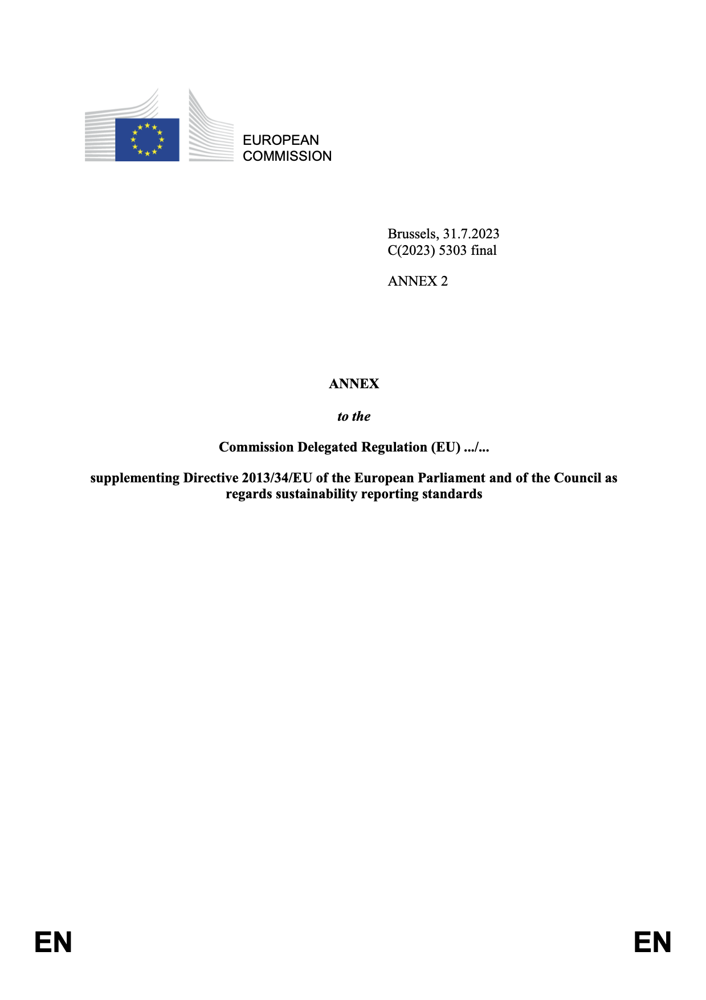 EUROPEAN
COMMISSION
Brussels, 31.7.2023
C(2023) 5303 final
ANNEX 2
ANNEX
to the
Commission Delegated Regulation (EU) .../...
supplementing Directive 2013/34/EU of the European Parliament and of the Council as
regards sustainability reporting standards
EN EN